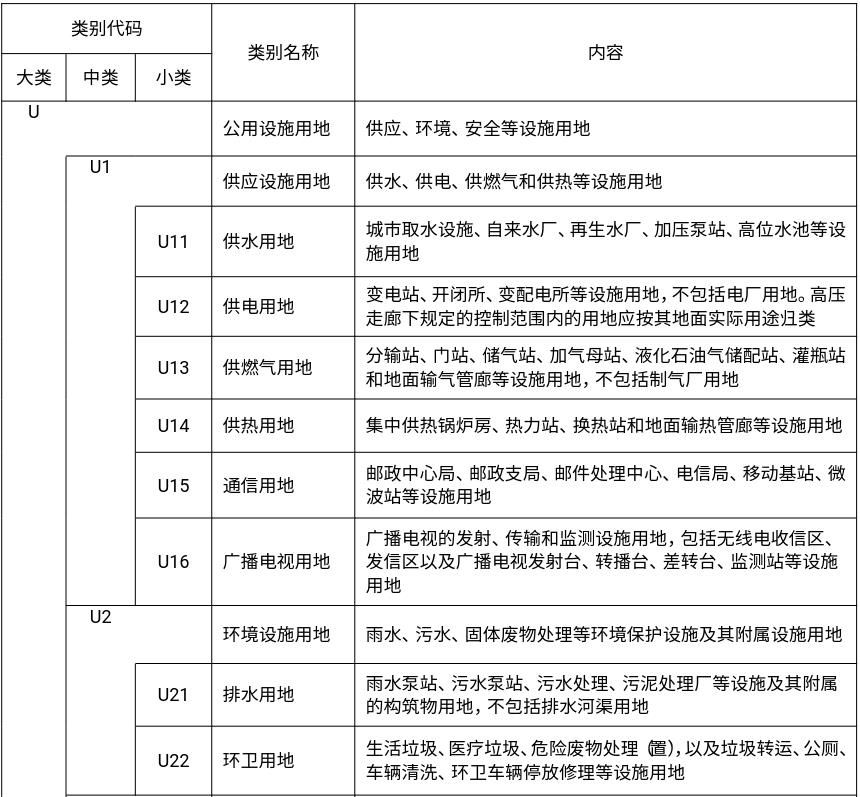 类别代码
类别名称
内容
大类
中类
小类
U
公用设施用地
供应、环境、安全等设施用地
U1
供应设施用地
供水、供电、供燃气和供热等设施用地
U11
供水用地
城市取水设施、自来水厂、再生水厂、加压泵站、高位水池等设
施用地
U12
供电用地
变电站、开闭所、变配电所等设施用地，不包括电厂用地。高压
走廊下规定的控制范围内的用地应按其地面实际用途归类
U13
供燃气用地
分输站、门站、储气站、加气母站、液化石油气储配站、灌瓶站
和地面输气管廊等设施用地，不包括制气厂用地
U14
供热用地
集中供热锅炉房、热力站、换热站和地面输热管廊等设施用地
U15
通信用地
邮政中心局、邮政支局、邮件处理中心、电信局、移动基站、微
波站等设施用地
U16
广播电视用地
广播电视的发射、传输和监测设施用地，包括无线电收信区、
发信区以及广播电视发射台、转播台、差转台、监测站等设施
用地
U2
环境设施用地
雨水、污水、固体废物处理等环境保护设施及其附属设施用地
U21
排水用地
雨水泵站、污水泵站、污水处理、污泥处理厂等设施及其附属
的构筑物用地，不包括排水河渠用地
U22
环卫用地
生活垃圾、医疗垃圾、危险废物处理（置），以及垃圾转运、公厕、
车辆清洗、环卫车辆停放修理等设施用地